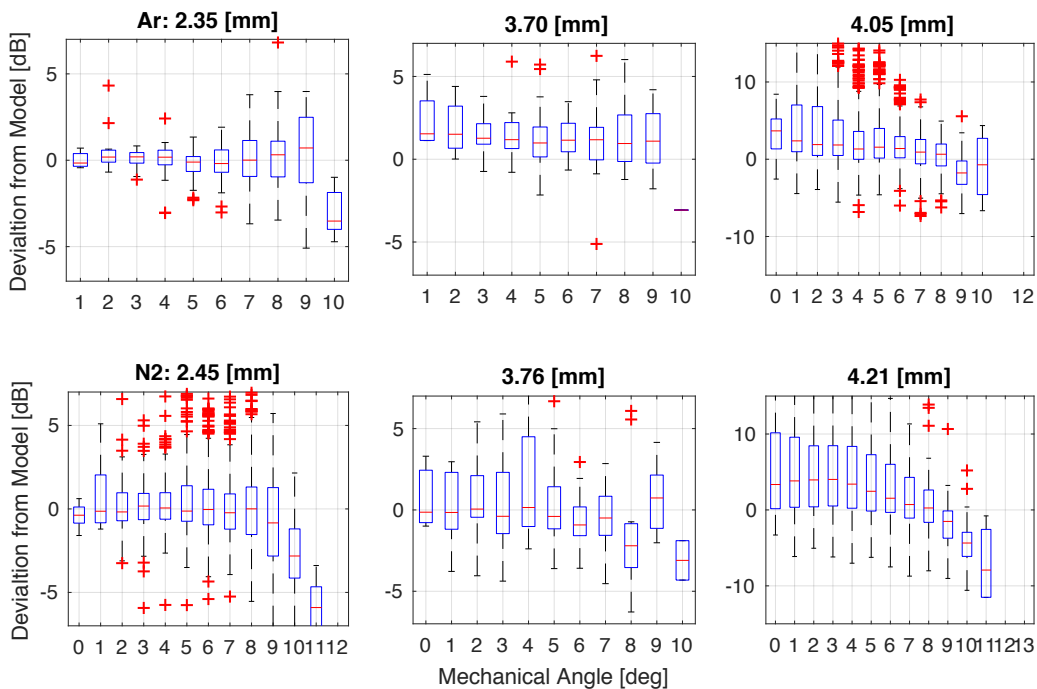 Ar: 2.35 [mm]
3.70 [mm]
4.05 [mm]
Devialtion from Model [dB]
5
0
-5
1 2 3 4 5 6 7 8 9 10
5
0
-5
1 2 3 4 5 6 7 8 9 10
10
0
-10
0 1 2 3 4 5 6 7 8 9 10 12
N2: 2.45 [mm]
3.76 [mm]
4.21 [mm]
Devialtion from Model [dB]
5
0
-5
0 1 2 3 4 5 6 7 8 9 10 11 12
5
0
-5
0 1 2 3 4 5 6 7 8 9 10
10
0
-10
0 1 2 3 4 5 6 7 8 9 10 11 12 13
Mechanical Angle [deg]